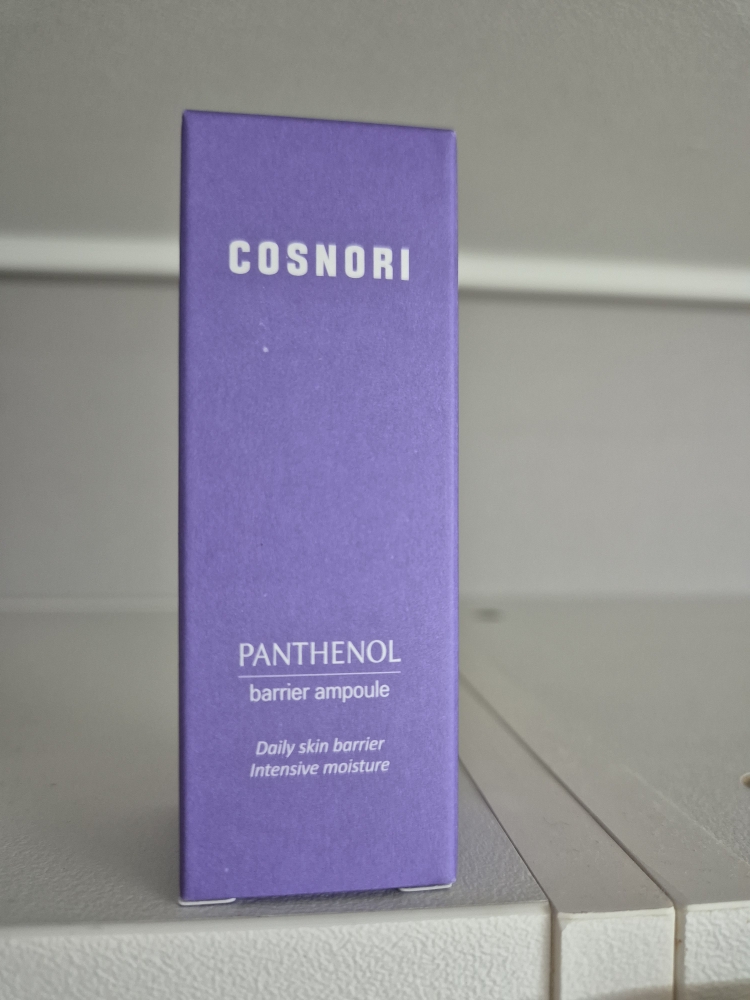 COSNORI
PANTHENOL
barrier ampoule
Daily skin barrier
Intensive moisture